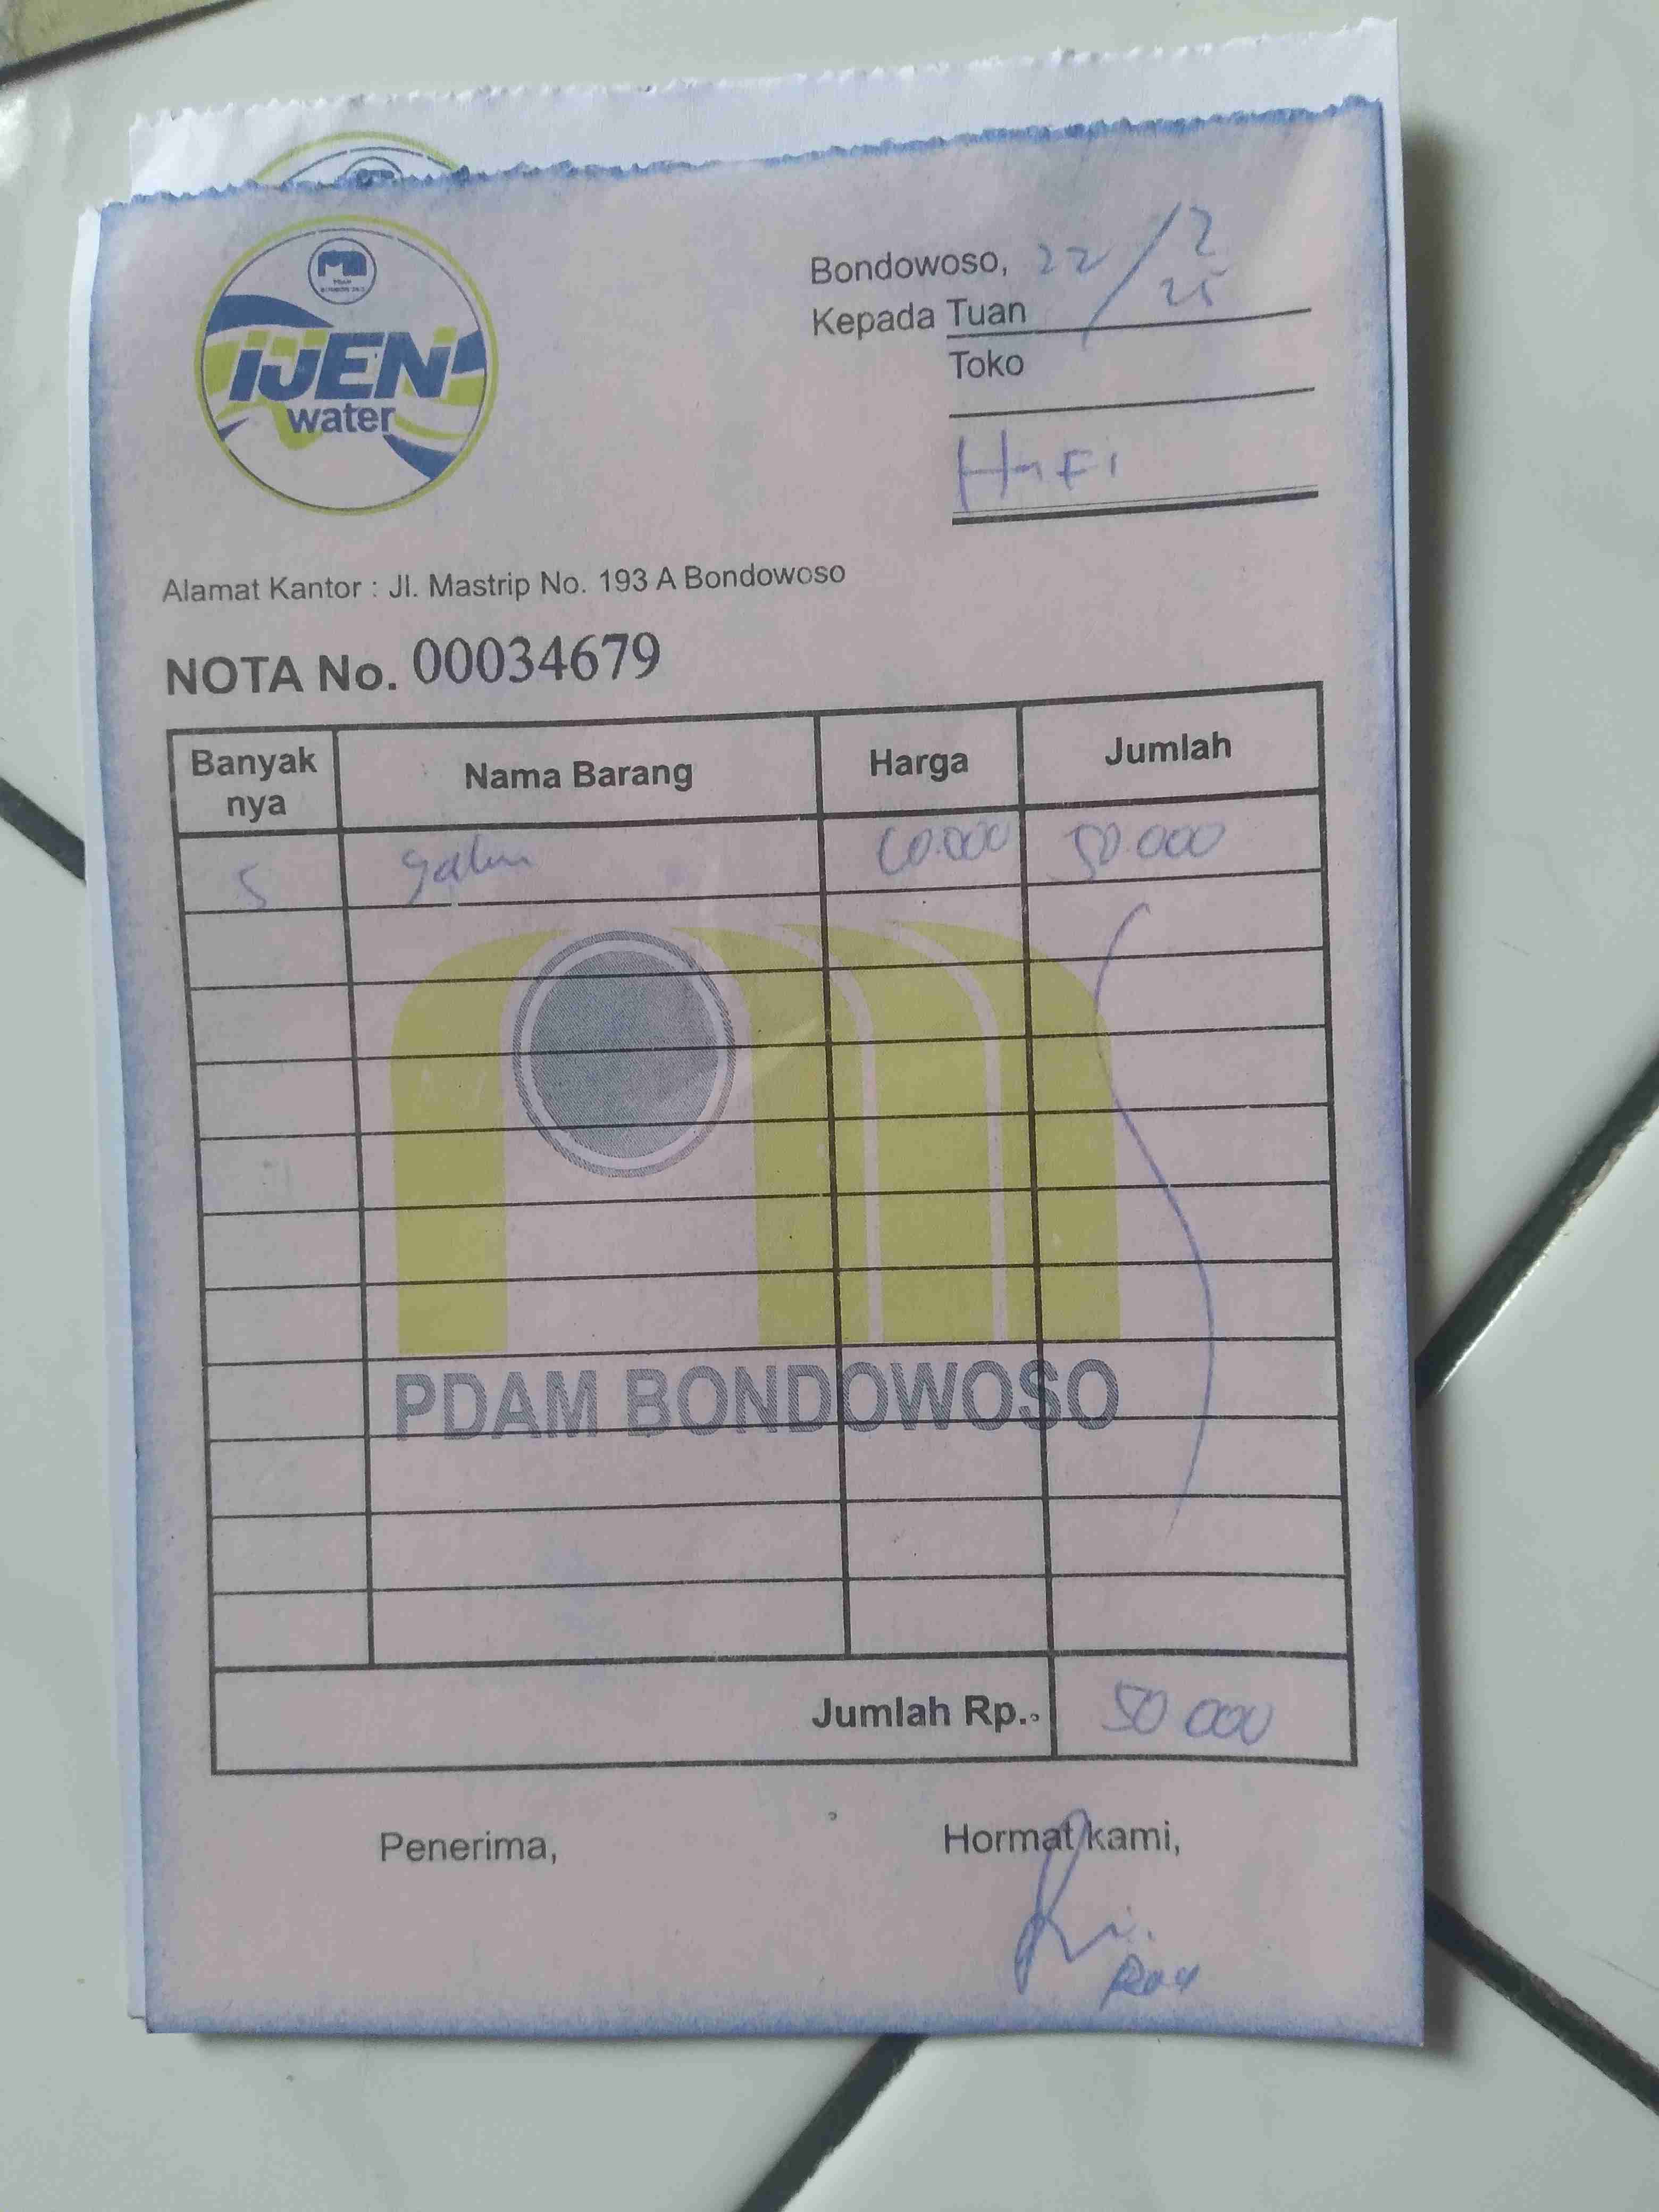 IJEN
water
Bondowoso, 22/2
25
Kepada Tuan
Toko
Hafi
Alamat Kantor : Jl. Mastrip No. 193 A Bondowoso
NOTA No. 00034679
Banyak nya Nama Barang Harga Jumlah
5 galon 10.000 50.000
PDAM BONDOWOSO
Jumlah Rp. 50 000
Penerima, Hormat kami,